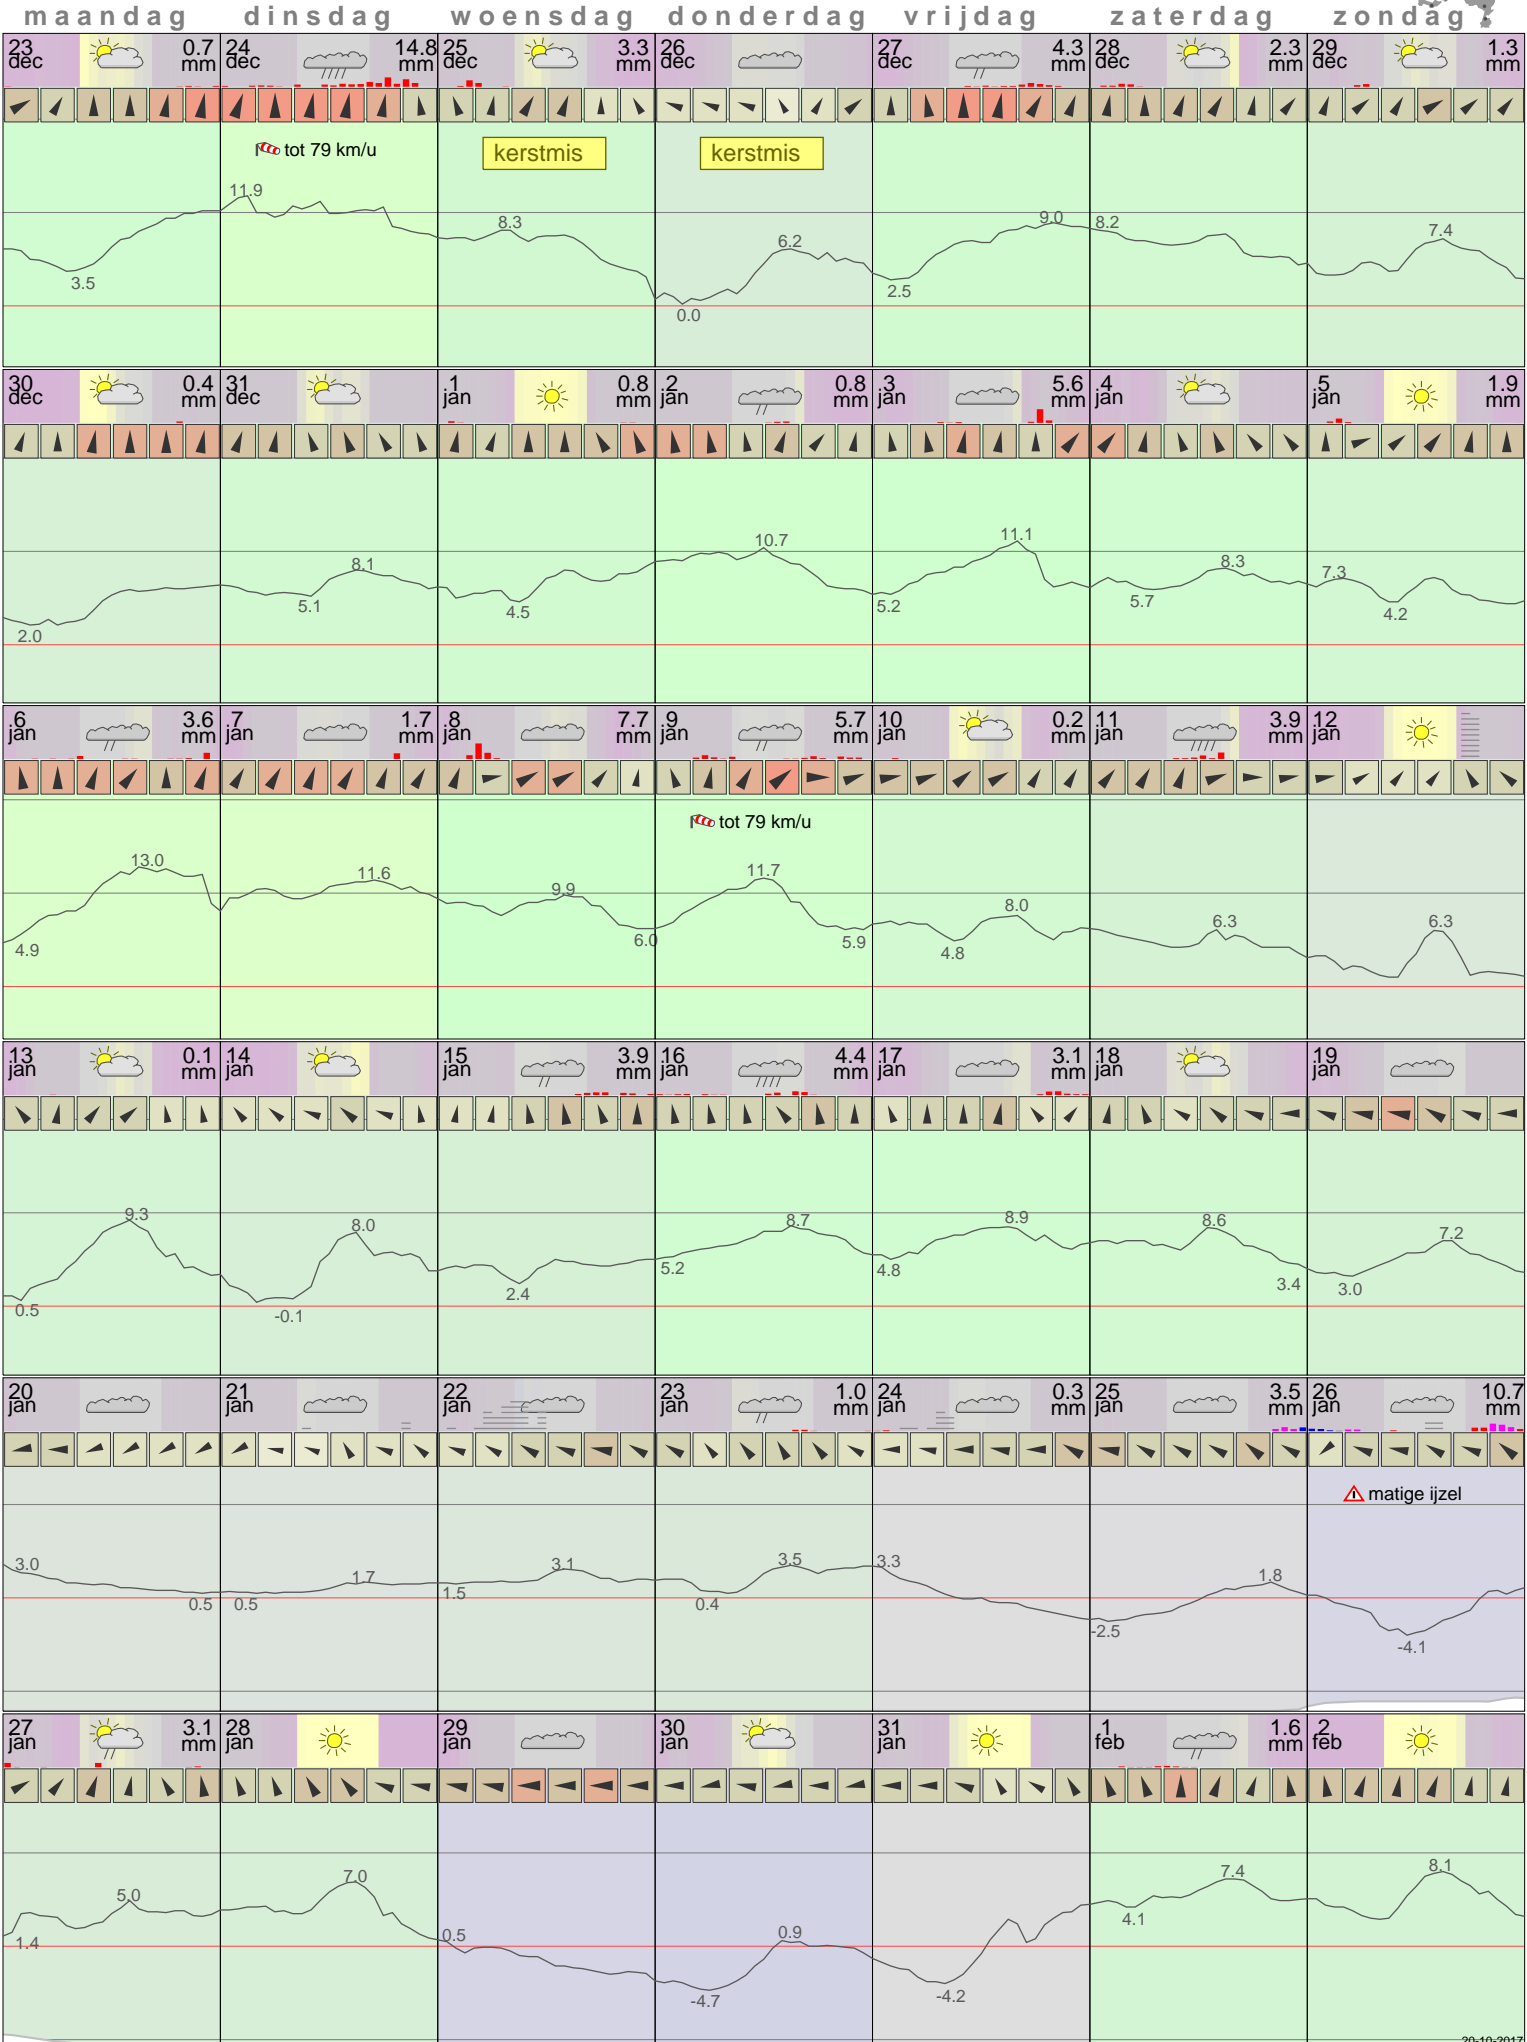 maandag dinsdag woensdag donderdag vrijdag zaterdag zondag
23 dec 0.7 mm 24 dec 14.8 mm 25 dec 3.3 mm 26 dec 27 dec 4.3 mm 28 dec 2.3 mm 29 dec 1.3 mm
tot 79 km/u kerstmis kerstmis
3.5 11.9 8.3 0.0 6.2 2.5 9.0 8.2 7.4
30 dec 0.4 mm 31 dec 1 jan 0.8 mm 2 jan 0.8 mm 3 jan 5.6 mm 4 jan 5 jan 1.9 mm
2.0 5.1 8.1 4.5 10.7 5.2 11.1 5.7 8.3 7.3 4.2
6 jan 3.6 mm 7 jan 1.7 mm 8 jan 7.7 mm 9 jan 5.7 mm 10 jan 0.2 mm 11 jan 3.9 mm 12 jan
tot 79 km/u
4.9 13.0 11.6 9.9 6.0 11.7 5.9 4.8 8.0 6.3 6.3
13 jan 0.1 mm 14 jan 15 jan 3.9 mm 16 jan 4.4 mm 17 jan 3.1 mm 18 jan 19 jan
0.5 9.3 -0.1 8.0 2.4 5.2 8.7 4.8 8.9 8.6 3.4 3.0 7.2
20 jan 21 jan 22 jan 23 jan 1.0 mm 24 jan 0.3 mm 25 jan 3.5 mm 26 jan 10.7 mm
matige ijzel
3.0 0.5 0.5 1.7 1.5 3.1 0.4 3.5 3.3 -2.5 1.8 -4.1
27 jan 3.1 mm 28 jan 29 jan 30 jan 31 jan 1 feb 1.6 mm 2 feb
1.4 5.0 7.0 0.5 -4.7 0.9 -4.2 4.1 7.4 8.1
20-10-2017